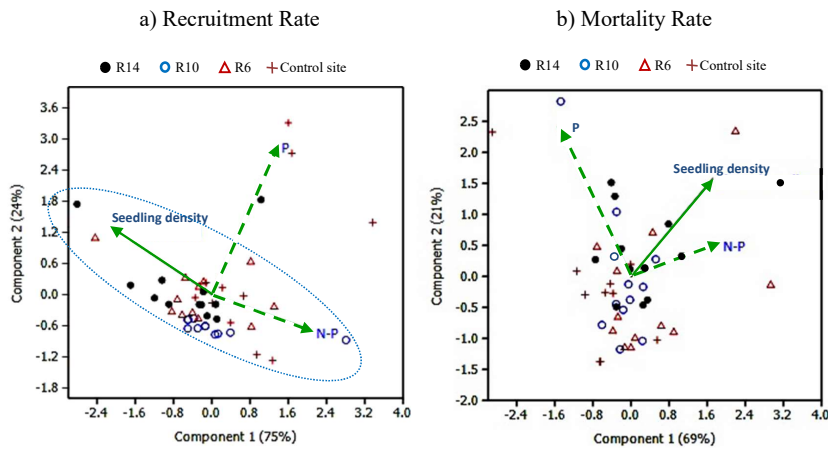 a) Recruitment Rate
R14 R10 R6 Control site
3.6
3.0
2.4
1.8
1.2
0.6
0.0
-0.6
-1.2
-1.8
Component 2 (24%)
P
Seedling density
N-P
-2.4 -1.6 -0.8 0.0 0.8 1.6 2.4 3.2 4.0
Component 1 (75%)
b) Mortality Rate
R14 R10 R6 Control site
2.5
2.0
1.5
1.0
0.5
0.0
-0.5
-1.0
-1.5
-2.0
Component 2 (21%)
P
Seedling density
N-P
-2.4 -1.6 -0.8 0.0 0.8 1.6 2.4 3.2 4.0
Component 1 (69%)